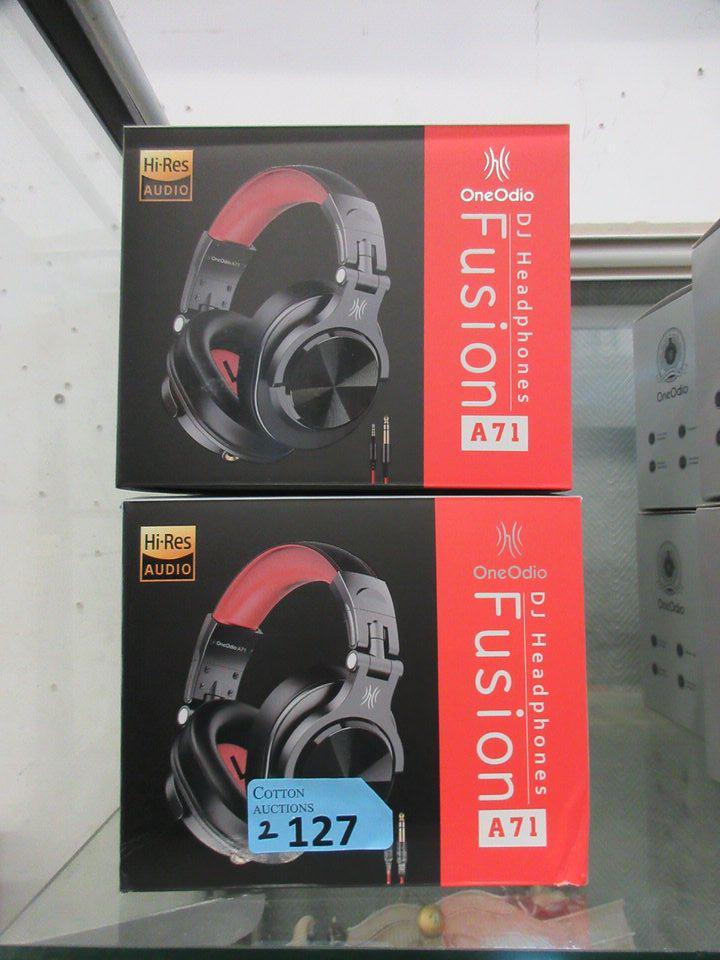 Hi-Res
AUDIO
OneOdio A71
OneOdio
DJ Headphones
Fusion
A71
Hi-Res
AUDIO
OneOdio A71
OneOdio
DJ Headphones
Fusion
A71
COTTON
AUCTIONS
2 127
OneOdio
OneOdio